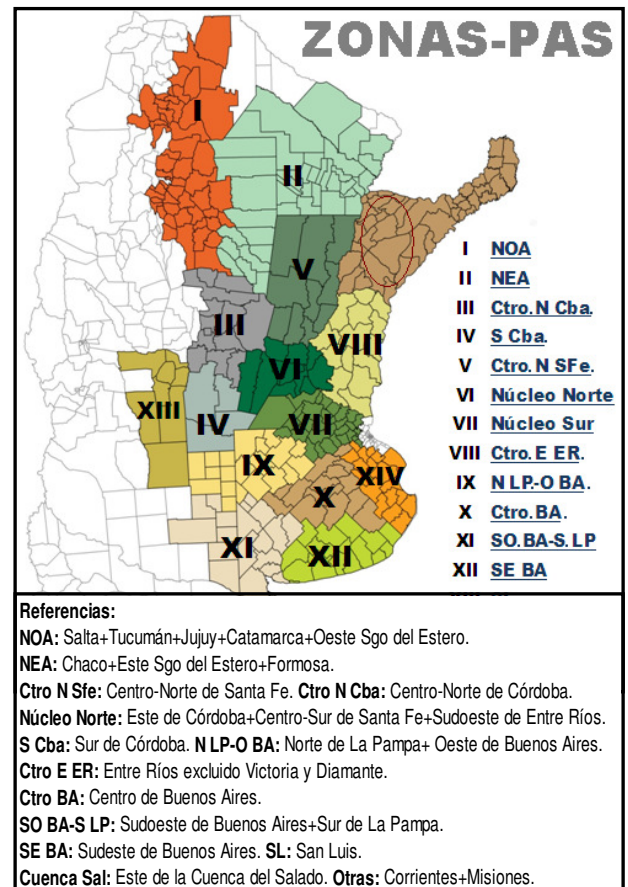 ZONAS-PAS
I
II
V
III
VIII
VI
XIII
IV
VII
IX
XIV
X
XI
XII
I NOA
II NEA
III Ctro.N Cba.
IV S Cba.
V Ctro.N SFe.
VI Núcleo Norte
VII Núcleo Sur
VIII Ctro.E ER.
IX N LP.-O BA.
X Ctro.BA.
XI SO.BA-S.LP
XII SE BA
Referencias:
NOA: Salta+Tucumán+Jujuy+Catamarca+Oeste Sgo del Estero.
NEA: Chaco+Este Sgo del Estero+Formosa.
Ctro N Sfe: Centro-Norte de Santa Fe. Ctro N Cba: Centro-Norte de Córdoba.
Núcleo Norte: Este de Córdoba+Centro-Sur de Santa Fe+Sudoeste de Entre Ríos.
S Cba: Sur de Córdoba. N LP-O BA: Norte de La Pampa+ Oeste de Buenos Aires.
Ctro E ER: Entre Ríos excluido Victoria y Diamante.
Ctro BA: Centro de Buenos Aires.
SO BA-S LP: Sudoeste de Buenos Aires+Sur de La Pampa.
SE BA: Sudeste de Buenos Aires. SL: San Luis.
Cuenca Sal: Este de la Cuenca del Salado. Otras: Corrientes+Misiones.